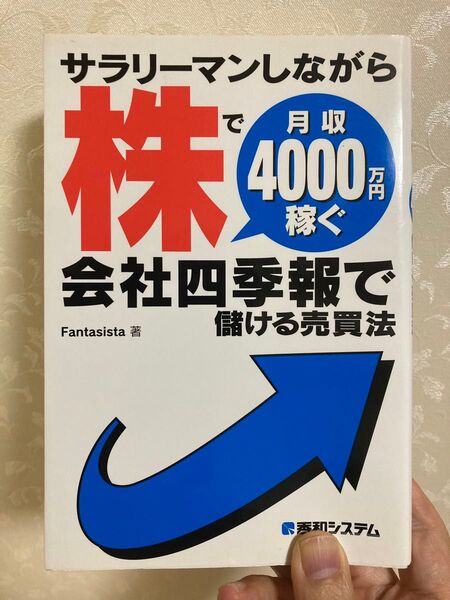 サラリーマンしながら
株で
月収
4000万円
稼ぐ
会社四季報で
儲ける売買法
Fantasista 著
秀和システム